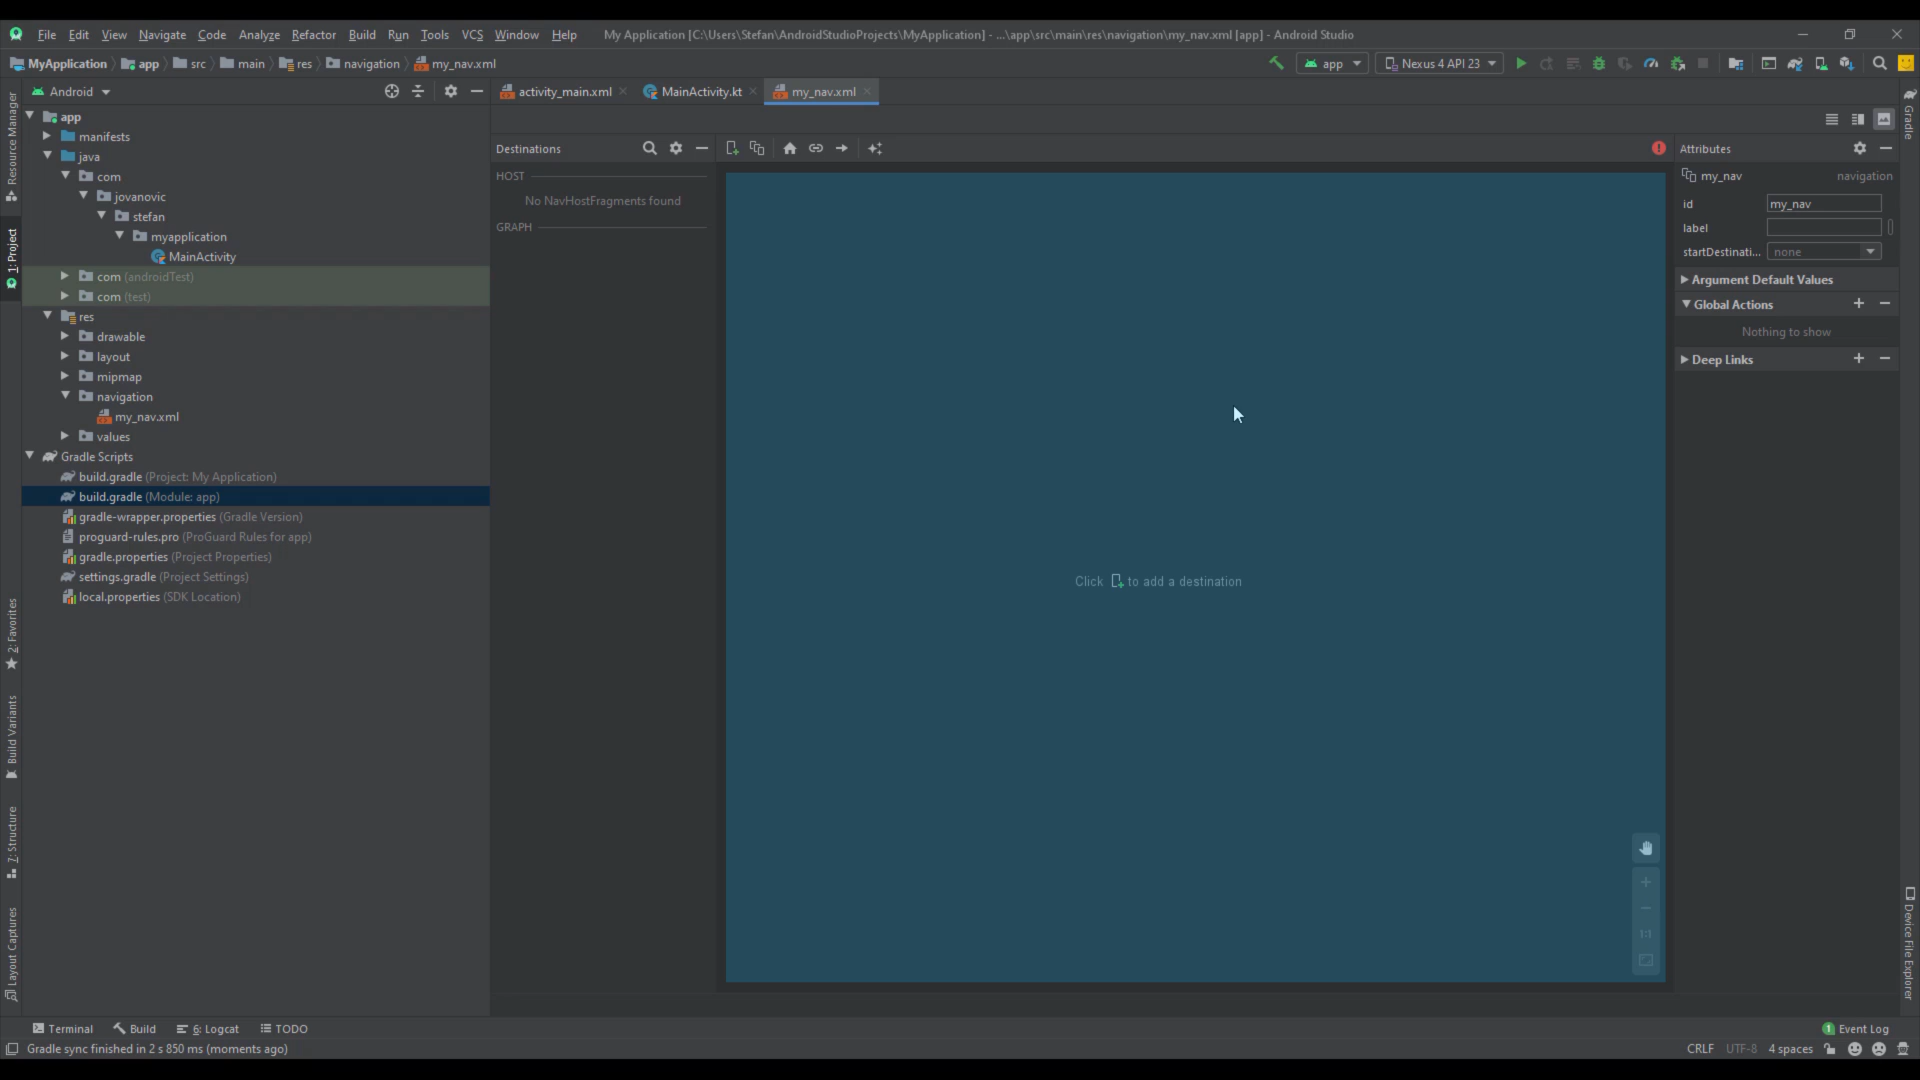 File Edit View Navigate Code Analyze Refactor Build Run Tools VCS Window Help My Application [C:\Users\Stefan\AndroidStudioProjects\MyApplication] - ...\app\src\main\res\navigation\my_nav.xml [app] - Android Studio
MyApplication app src main res navigation my_nav.xml app Nexus 4 API 23
Android activity_main.xml MainActivity.kt my_nav.xml
Resource Manager
1: Project
2: Favorites
Build Variants
7: Structure
Layout Captures
app
manifests
java
com
jovanovic
stefan
myapplication
MainActivity
com (androidTest)
com (test)
res
drawable
layout
mipmap
navigation
my_nav.xml
values
Gradle Scripts
build.gradle (Project: My Application)
build.gradle (Module: app)
gradle-wrapper.properties (Gradle Version)
proguard-rules.pro (ProGuard Rules for app)
gradle.properties (Project Properties)
settings.gradle (Project Settings)
local.properties (SDK Location)
Destinations
HOST
No NavHostFragments found
GRAPH
Click to add a destination
1:1
Attributes
my_nav navigation
id my_nav
label
startDestinati... none
Argument Default Values
Global Actions
Nothing to show
Deep Links
Gradle
Device File Explorer
Terminal Build 6: Logcat TODO 1 Event Log
Gradle sync finished in 2 s 850 ms (moments ago) CRLF UTF-8 4 spaces